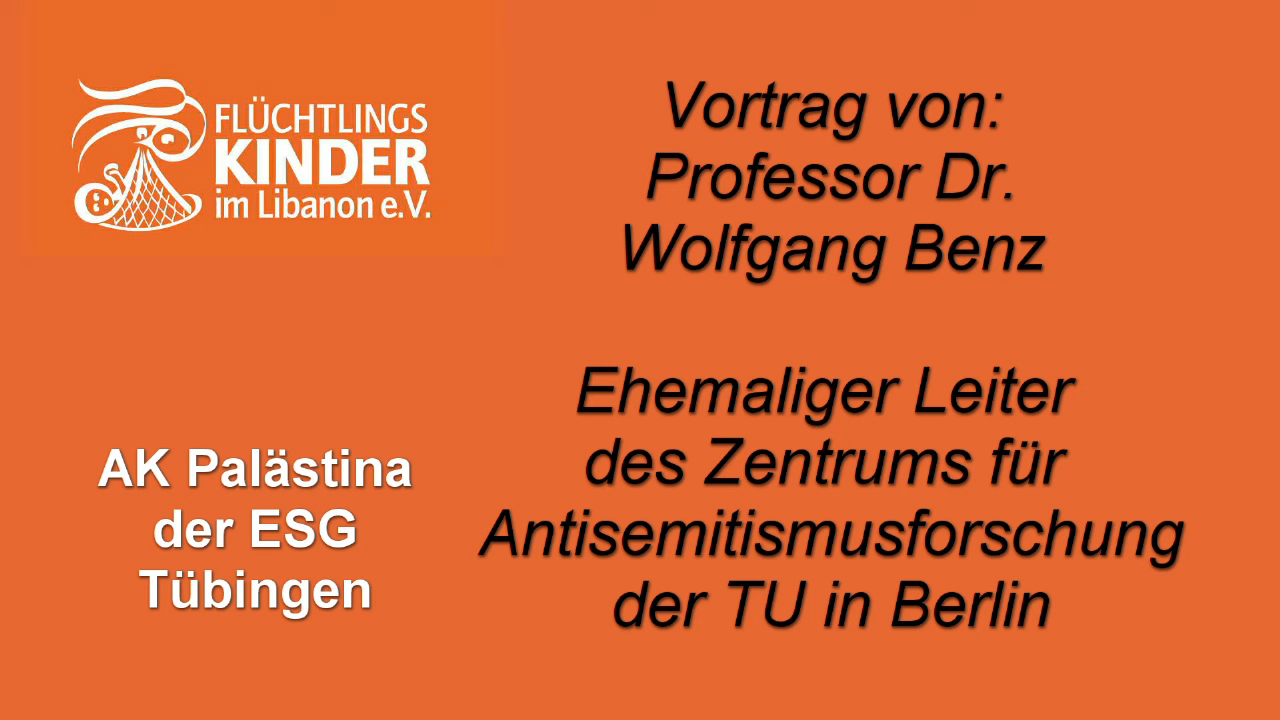 FLÜCHTLINGS
KINDER
im Libanon e.V.
AK Palästina
der ESG
Tübingen
Vortrag von:
Professor Dr.
Wolfgang Benz
Ehemaliger Leiter
des Zentrums für
Antisemitismusforschung
der TU in Berlin